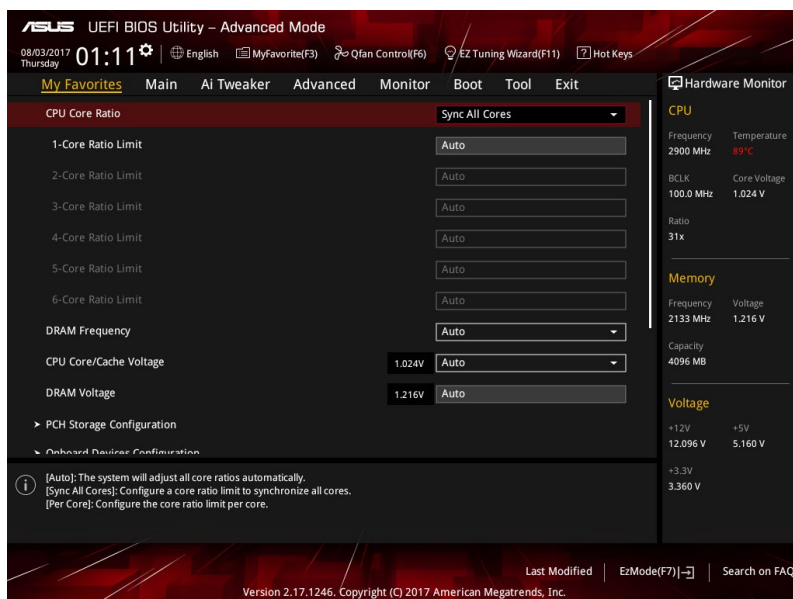 ASUS UEFI BIOS Utility – Advanced Mode
08/03/2017 Thursday 01:11 English MyFavorite(F3) Qfan Control(F6) EZ Tuning Wizard(F11) ? Hot Keys
My Favorites Main Ai Tweaker Advanced Monitor Boot Tool Exit
CPU Core Ratio Sync All Cores
1-Core Ratio Limit Auto
2-Core Ratio Limit Auto
3-Core Ratio Limit Auto
4-Core Ratio Limit Auto
5-Core Ratio Limit Auto
6-Core Ratio Limit Auto
DRAM Frequency Auto
CPU Core/Cache Voltage 1.024V Auto
DRAM Voltage 1.216V Auto
> PCH Storage Configuration
> Onboard Devices Configuration
[Auto]: The system will adjust all core ratios automatically.
[Sync All Cores]: Configure a core ratio limit to synchronize all cores.
[Per Core]: Configure the core ratio limit per core.
Hardware Monitor
CPU
Frequency Temperature
2900 MHz 89°C
BCLK Core Voltage
100.0 MHz 1.024 V
Ratio
31x
Memory
Frequency Voltage
2133 MHz 1.216 V
Capacity
4096 MB
Voltage
+12V +5V
12.096 V 5.160 V
+3.3V
3.360 V
Last Modified EzMode(F7) Search on FAQ
Version 2.17.1246. Copyright (C) 2017 American Megatrends, Inc.